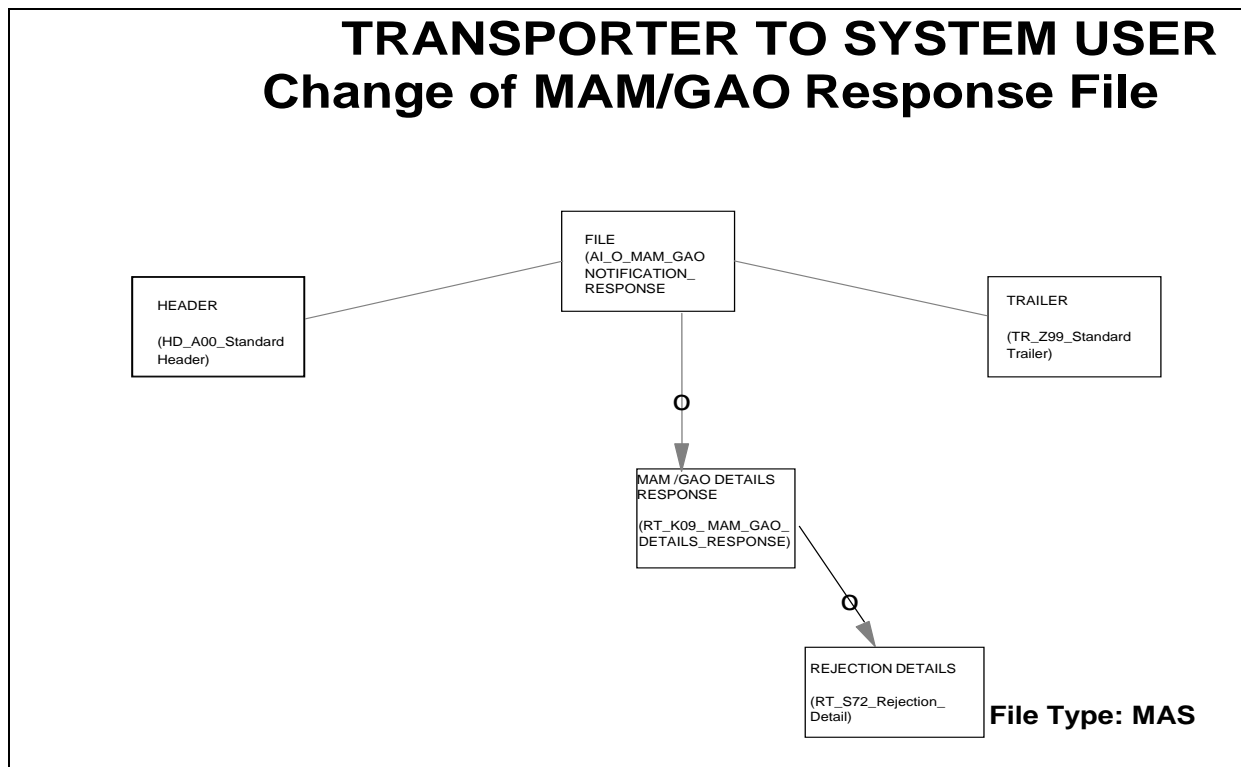 TRANSPORTER TO SYSTEM USER
Change of MAM/GAO Response File
FILE
(AI_O_MAM_GAO
NOTIFICATION_
RESPONSE
HEADER
(HD_A00_Standard
Header)
TRAILER
(TR_Z99_Standard
Trailer)
O
MAM /GAO DETAILS
RESPONSE
(RT_K09_ MAM_GAO_
DETAILS_RESPONSE)
O
REJECTION DETAILS
(RT_S72_Rejection_
Detail)
File Type: MAS